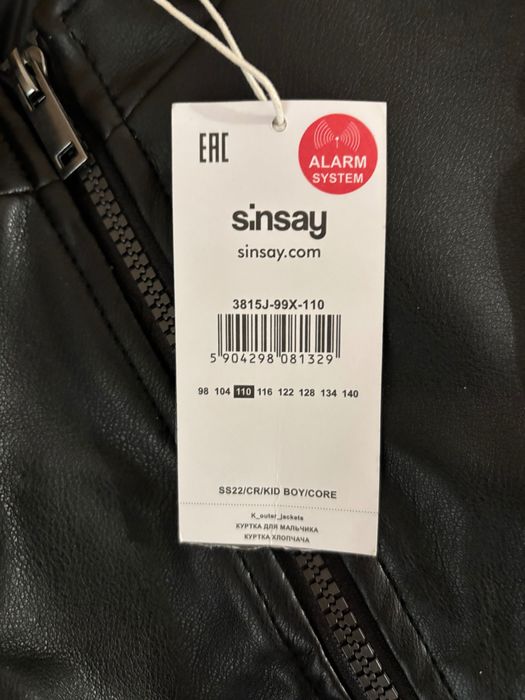 EAC
ALARM
SYSTEM
sinsay
sinsay.com
3815J-99X-110
5 904298 081329
98 104 110 116 122 128 134 140
SS22/CR/KID BOY/CORE
K_outer_jackets
КУРТКА ДЛЯ МАЛЬЧИКА
КУРТКА ХЛОПЧАЧА